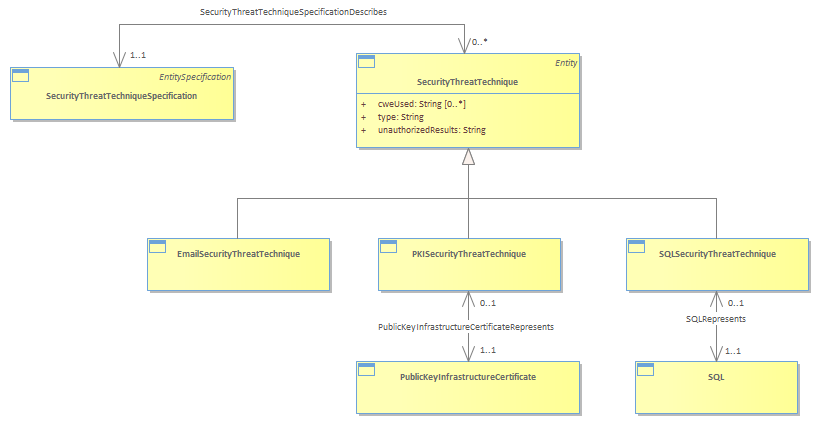 SecurityThreatTechniqueSpecificationDescribes
1..1
0..*
EntitySpecification
SecurityThreatTechniqueSpecification
Entity
SecurityThreatTechnique
+ cweUsed: String [0..*]
+ type: String
+ unauthorizedResults: String
EmailSecurityThreatTechnique
PKISecurityThreatTechnique
SQLSecurityThreatTechnique
0..1
0..1
PublicKeyInfrastructureCertificateRepresents
SQLRepresents
1..1
1..1
PublicKeyInfrastructureCertificate
SQL